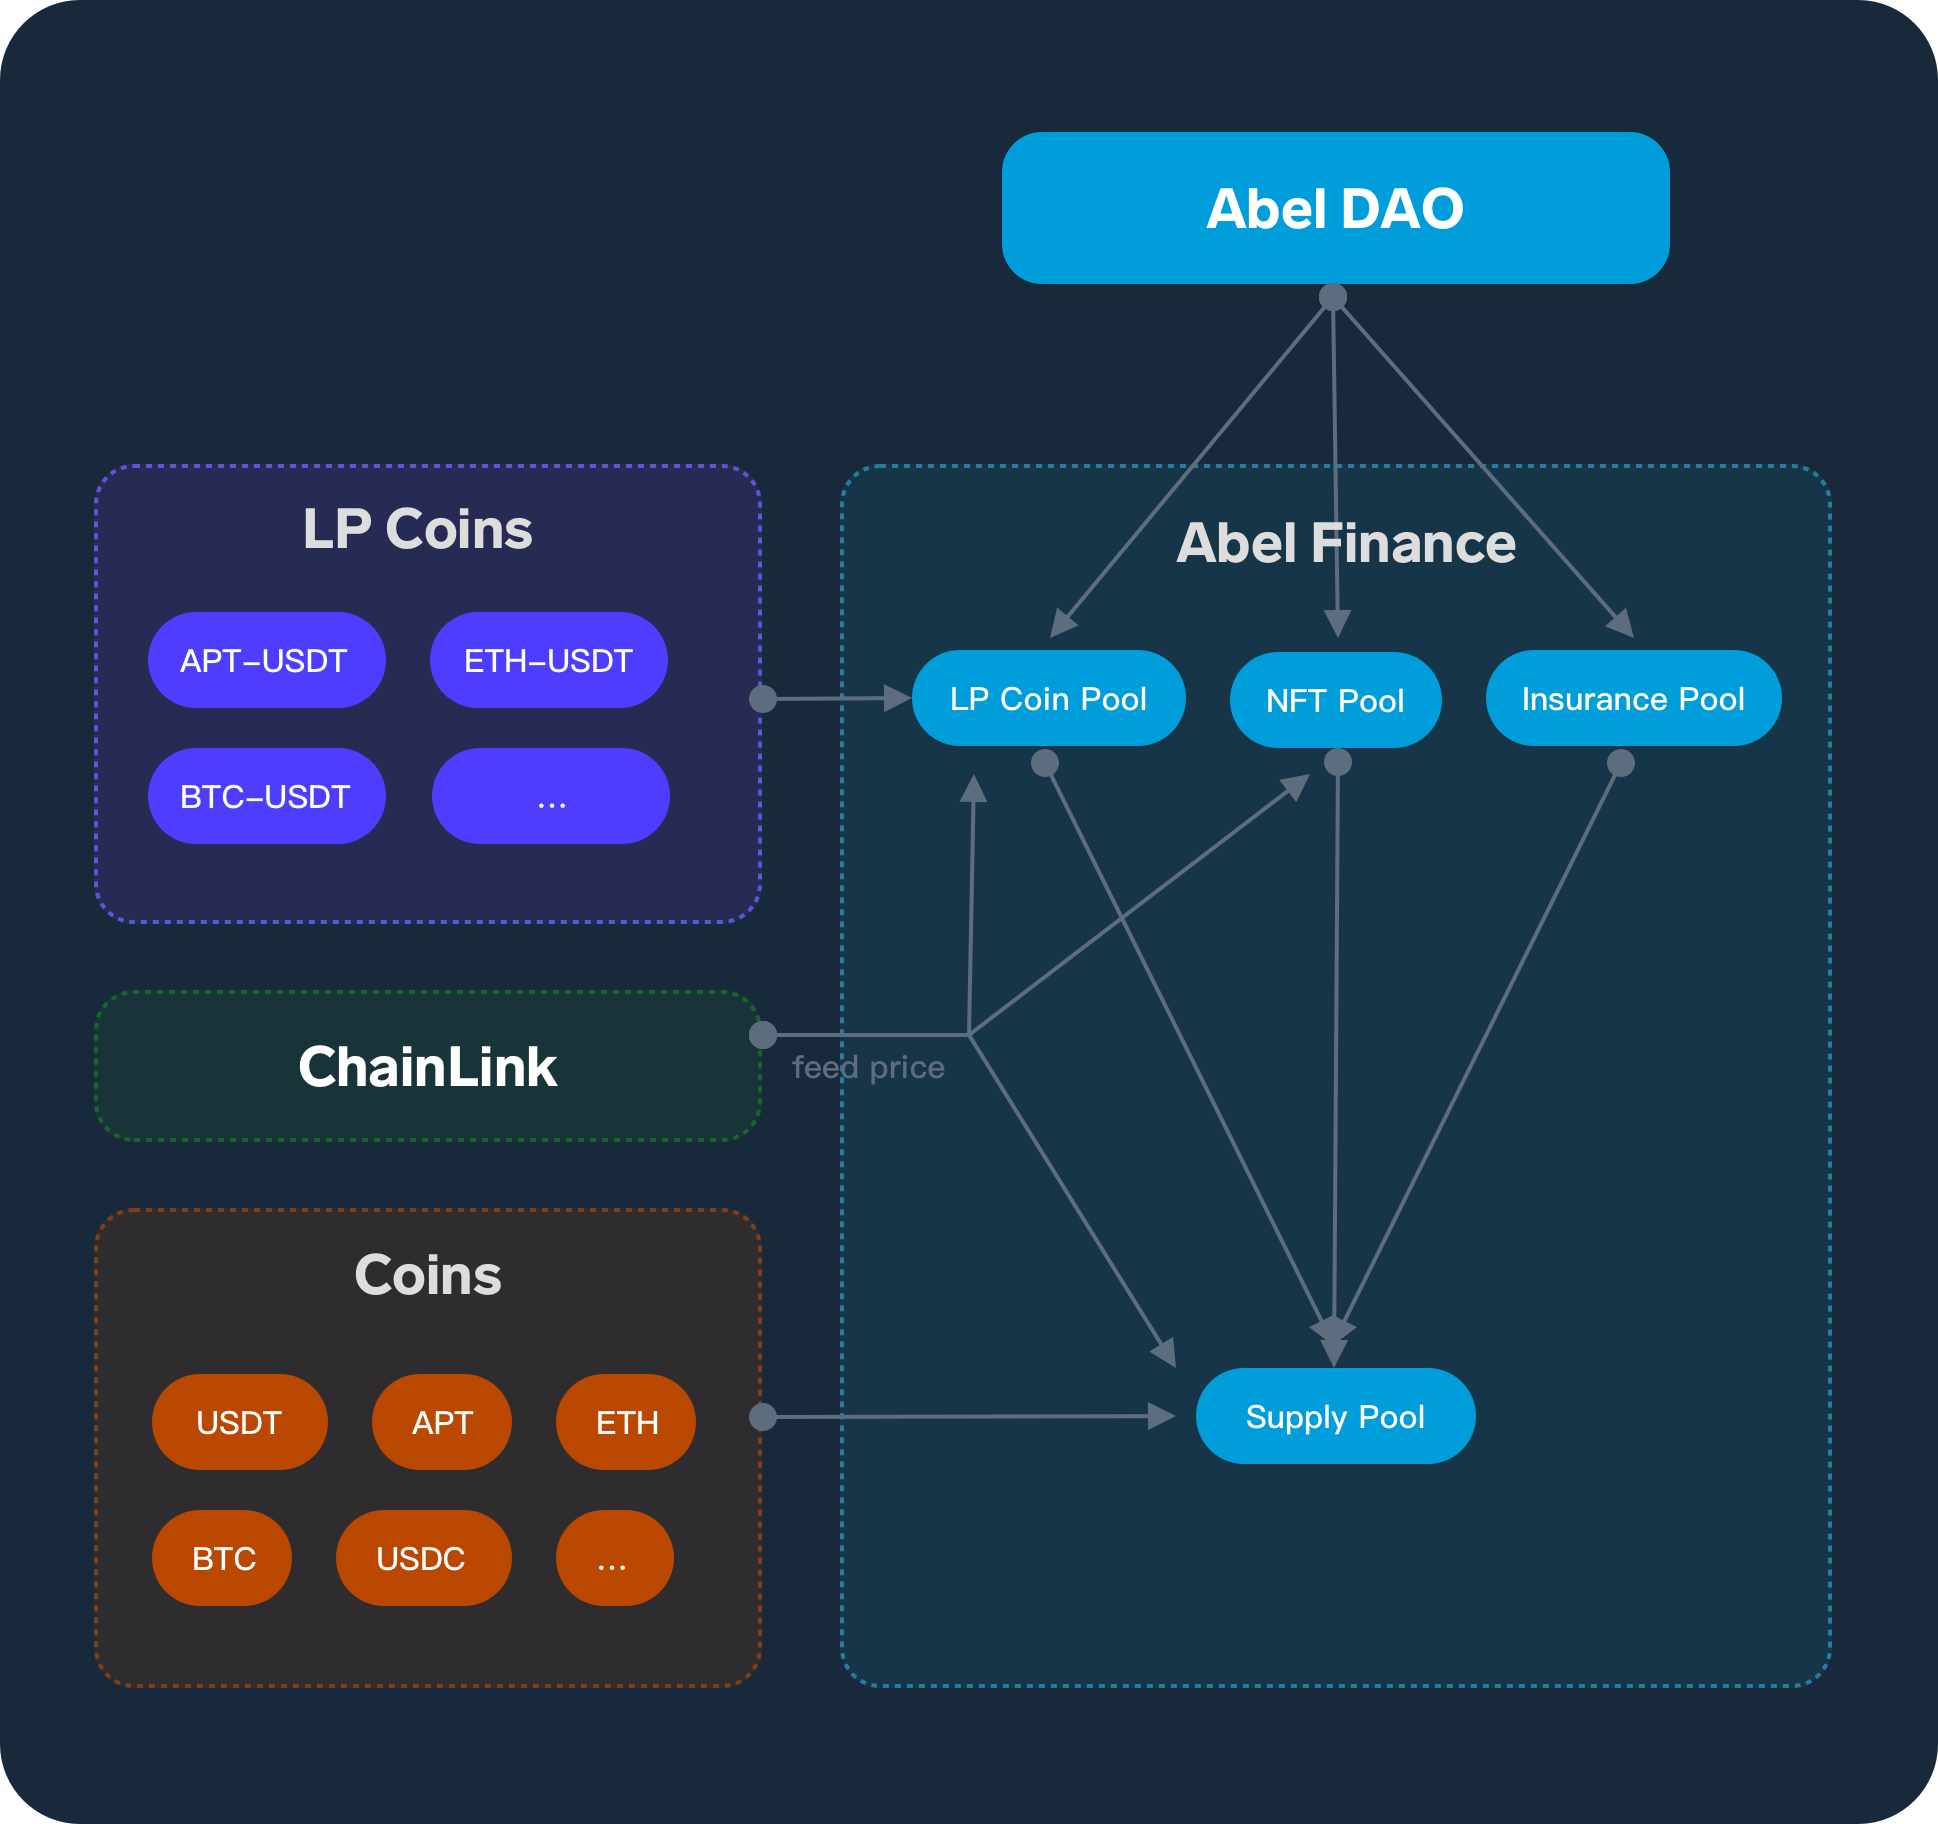 Abel DAO
LP Coins
APT–USDT
ETH–USDT
BTC–USDT
...
Abel Finance
LP Coin Pool
NFT Pool
Insurance Pool
ChainLink
feed price
Coins
USDT
APT
ETH
BTC
USDC
...
Supply Pool